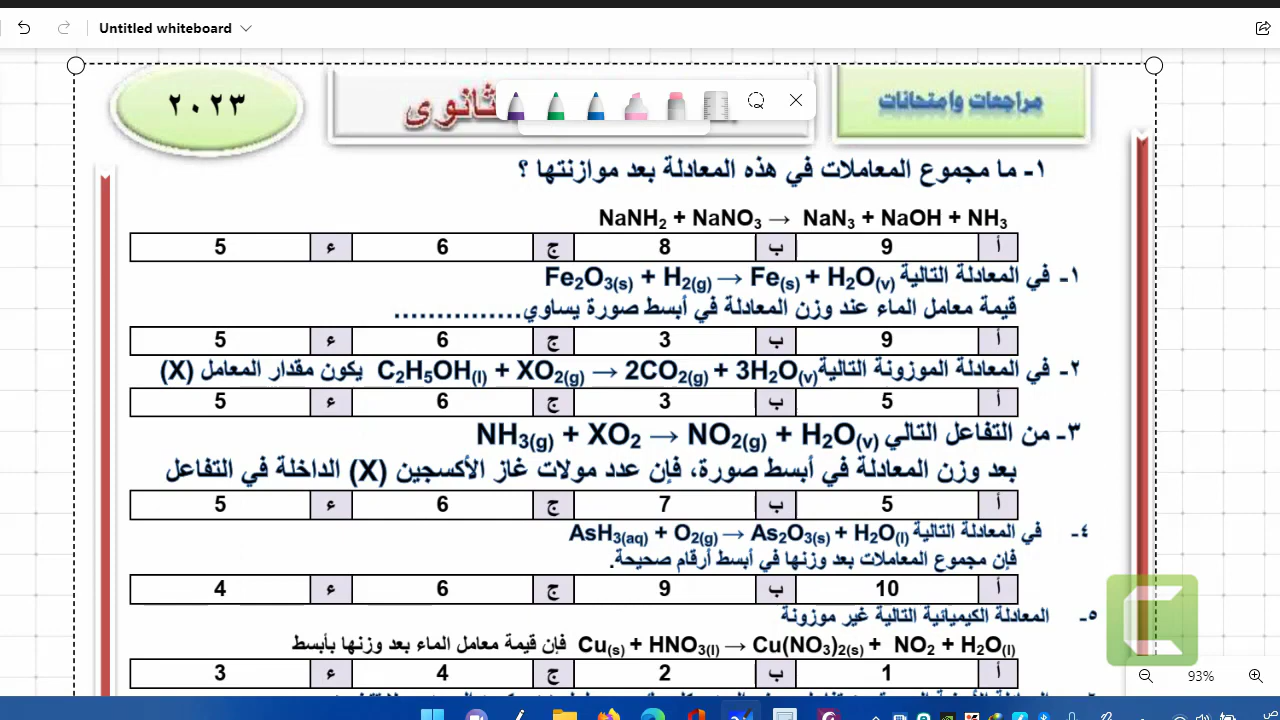 Untitled whiteboard
مراجعات وامتحانات
ثانوى
٢٠٢٣
١- ما مجموع المعاملات في هذه المعادلة بعد موازنتها ؟
NaNH₂ + NaNO₃ → NaN₃ + NaOH + NH₃
أ 9 ب 8 ج 6 ء 5
١- في المعادلة التالية Fe₂O₃(s) + H₂(g) → Fe(s) + H₂O(v)
قيمة معامل الماء عند وزن المعادلة في أبسط صورة يساوي...............
أ 9 ب 3 ج 6 ء 5
٢- في المعادلة الموزونة التالية C₂H₅OH(l) + XO₂(g) → 2CO₂(g) + 3H₂O(v) يكون مقدار المعامل (X)
أ 5 ب 3 ج 6 ء 5
٣- من التفاعل التالي NH₃(g) + XO₂ → NO₂(g) + H₂O(v)
بعد وزن المعادلة في أبسط صورة، فإن عدد مولات غاز الأكسجين (X) الداخلة في التفاعل
أ 5 ب 7 ج 6 ء 5
٤- في المعادلة التالية AsH₃(aq) + O₂(g) → As₂O₃(s) + H₂O(l)
فإن مجموع المعاملات بعد وزنها في أبسط أرقام صحيحة.
أ 10 ب 9 ج 6 ء 4
٥- المعادلة الكيميائية التالية غير موزونة
Cu(s) + HNO₃(l) → Cu(NO₃)₂(s) + NO₂ + H₂O(l) فإن قيمة معامل الماء بعد وزنها بأبسط
أ 1 ب 2 ج 4 ء 3
93%